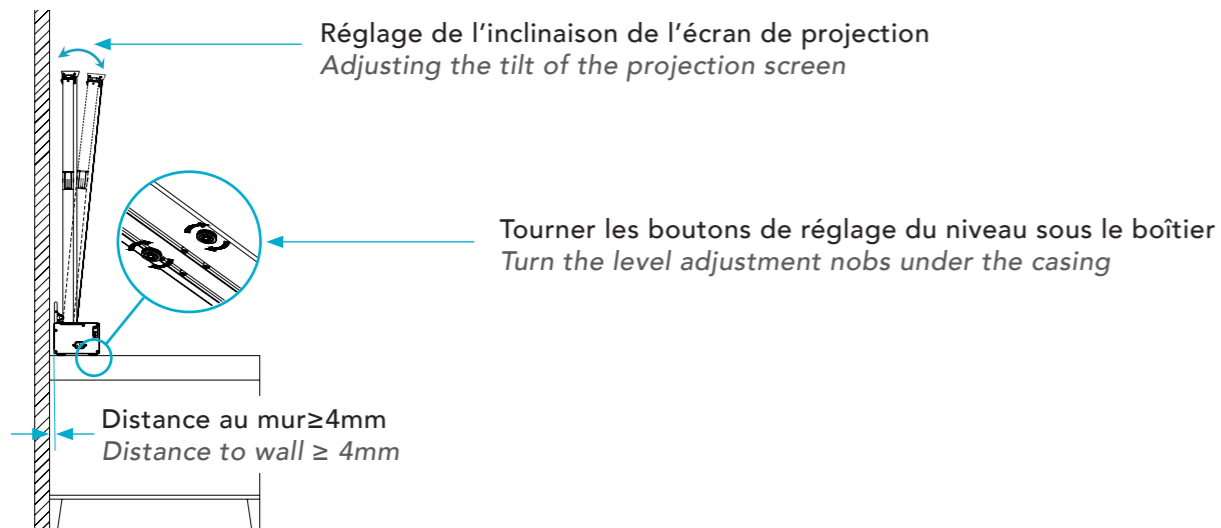 Réglage de l’inclinaison de l’écran de projection
Adjusting the tilt of the projection screen
Tourner les boutons de réglage du niveau sous le boîtier
Turn the level adjustment nobs under the casing
Distance au mur≥4mm
Distance to wall ≥ 4mm